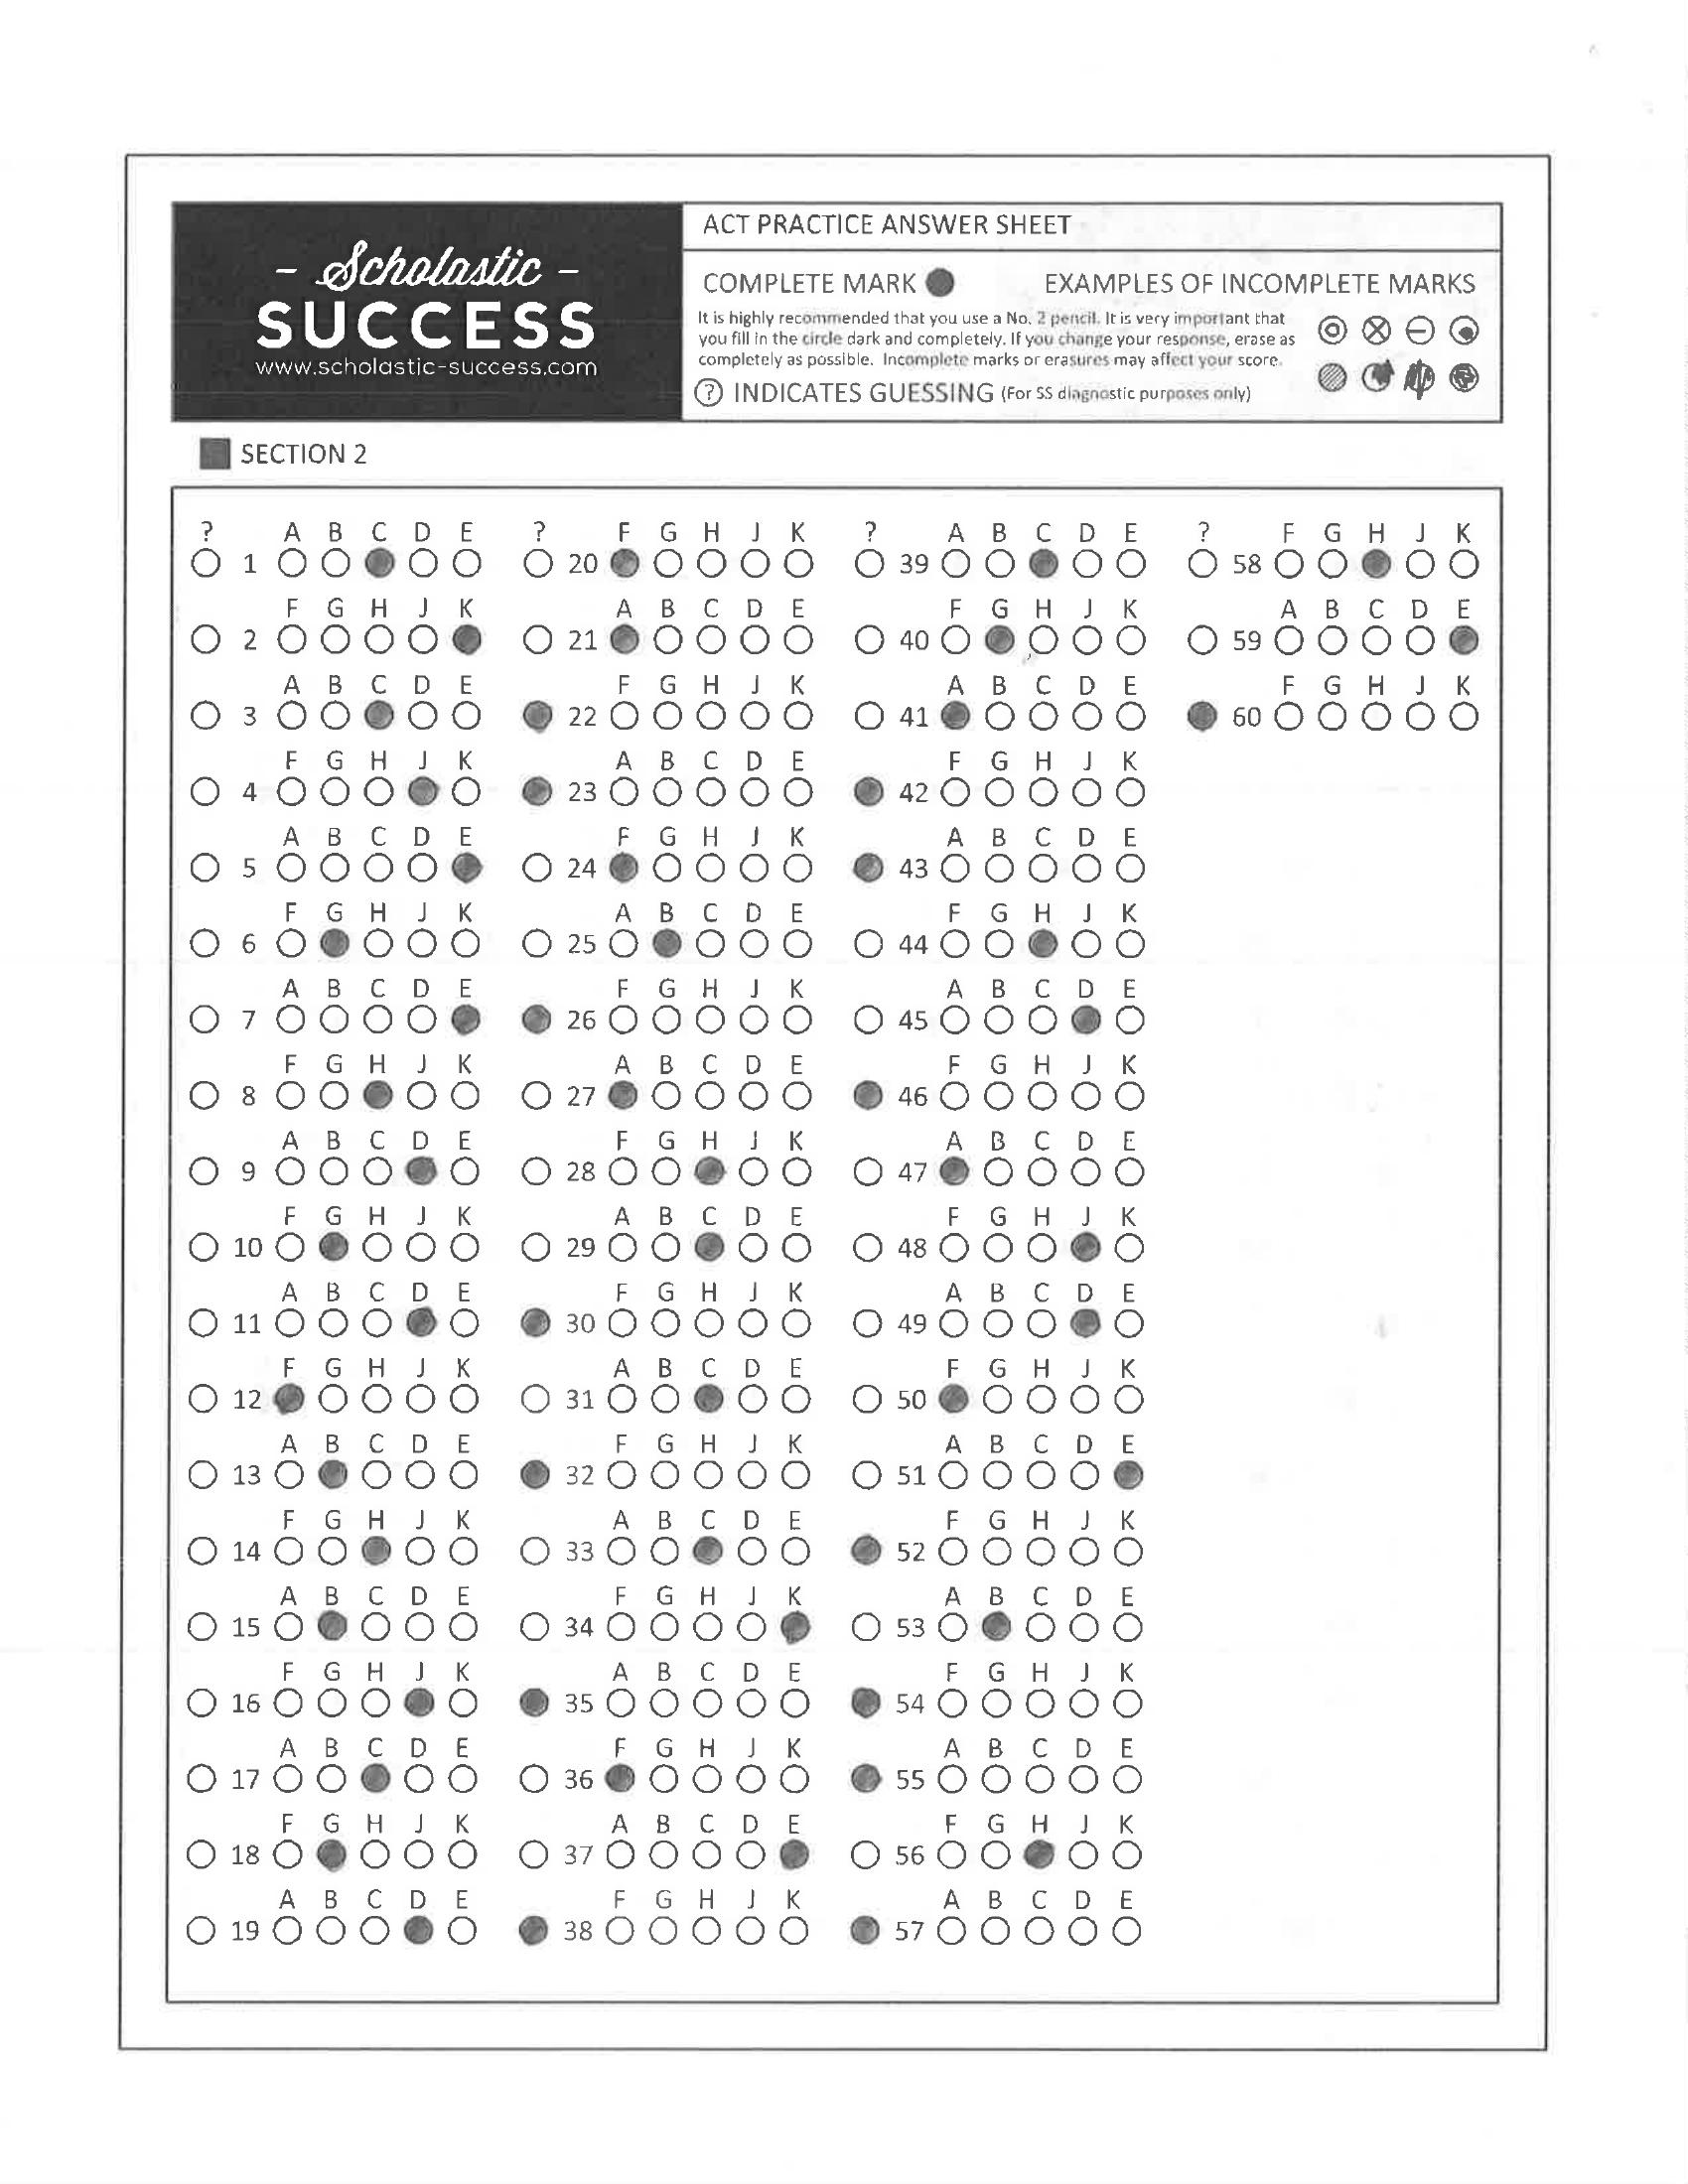 - Scholastic -
SUCCESS
www.scholastic-success.com
ACT PRACTICE ANSWER SHEET
COMPLETE MARK
EXAMPLES OF INCOMPLETE MARKS
It is highly recommended that you use a No. 2 pencil. It is very important that
you fill in the circle dark and completely. If you change your response, erase as
completely as possible. Incomplete marks or erasures may affect your score.
? INDICATES GUESSING (For SS diagnostic purposes only)
SECTION 2
? A B C D E
1
F G H J K
2
A B C D E
3
F G H J K
4
A B C D E
5
F G H J K
6
A B C D E
7
F G H J K
8
A B C D E
9
F G H J K
10
A B C D E
11
F G H J K
12
A B C D E
13
F G H J K
14
A B C D E
15
F G H J K
16
A B C D E
17
F G H J K
18
A B C D E
19
? F G H J K
20
A B C D E
21
F G H J K
22
A B C D E
23
F G H J K
24
A B C D E
25
F G H J K
26
A B C D E
27
F G H J K
28
A B C D E
29
F G H J K
30
A B C D E
31
F G H J K
32
A B C D E
33
F G H J K
34
A B C D E
35
F G H J K
36
A B C D E
37
F G H J K
38
? A B C D E
39
F G H J K
40
A B C D E
41
F G H J K
42
A B C D E
43
F G H J K
44
A B C D E
45
F G H J K
46
A B C D E
47
F G H J K
48
A B C D E
49
F G H J K
50
A B C D E
51
F G H J K
52
A B C D E
53
F G H J K
54
A B C D E
55
F G H J K
56
A B C D E
57
? F G H J K
58
A B C D E
59
F G H J K
60